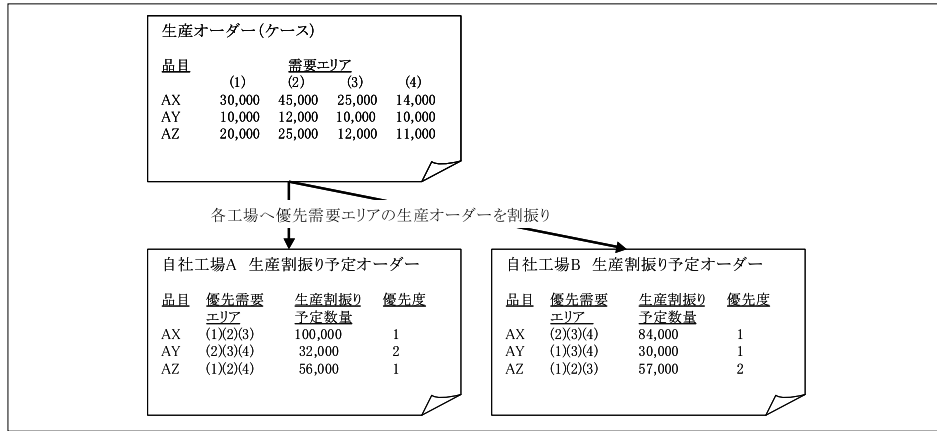 生産オーダー(ケース)
品目 需要エリア
(1) (2) (3) (4)
AX 30,000 45,000 25,000 14,000
AY 10,000 12,000 10,000 10,000
AZ 20,000 25,000 12,000 11,000
各工場へ優先需要エリアの生産オーダーを割振り
自社工場A 生産割振り予定オーダー
品目 優先需要 生産割振り 優先度
エリア 予定数量
AX (1)(2)(3) 100,000 1
AY (2)(3)(4) 32,000 2
AZ (1)(2)(4) 56,000 1
自社工場B 生産割振り予定オーダー
品目 優先需要 生産割振り 優先度
エリア 予定数量
AX (2)(3)(4) 84,000 1
AY (1)(3)(4) 30,000 1
AZ (1)(2)(3) 57,000 2